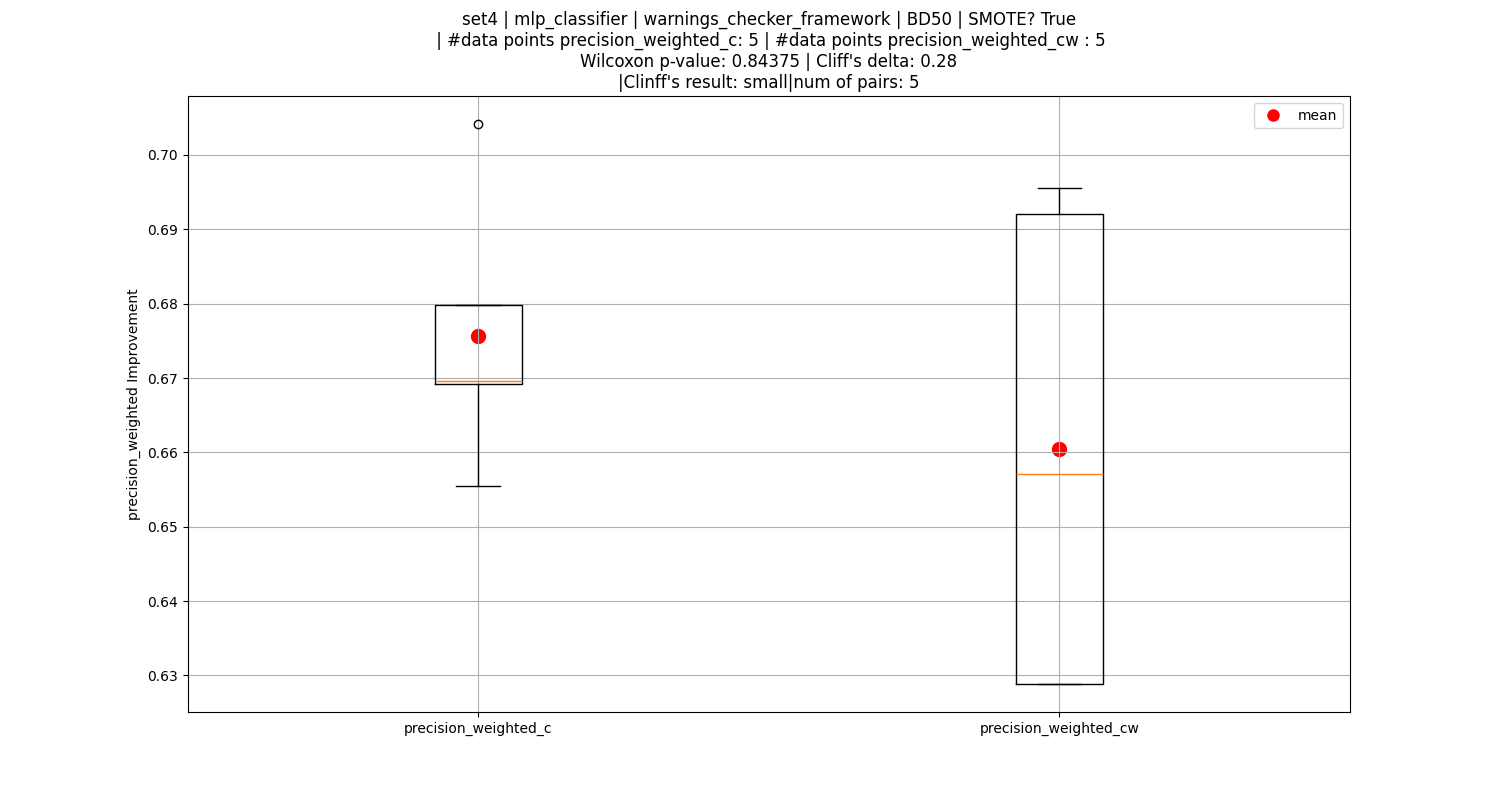 set4 | mlp_classifier | warnings_checker_framework | BD50 | SMOTE? True
| #data points precision_weighted_c: 5 | #data points precision_weighted_cw : 5
Wilcoxon p-value: 0.84375 | Cliff's delta: 0.28
|Clinff's result: small|num of pairs: 5
mean
0.70
0.69
0.68
0.67
0.66
0.65
0.64
0.63
precision_weighted Improvement
precision_weighted_c
precision_weighted_cw